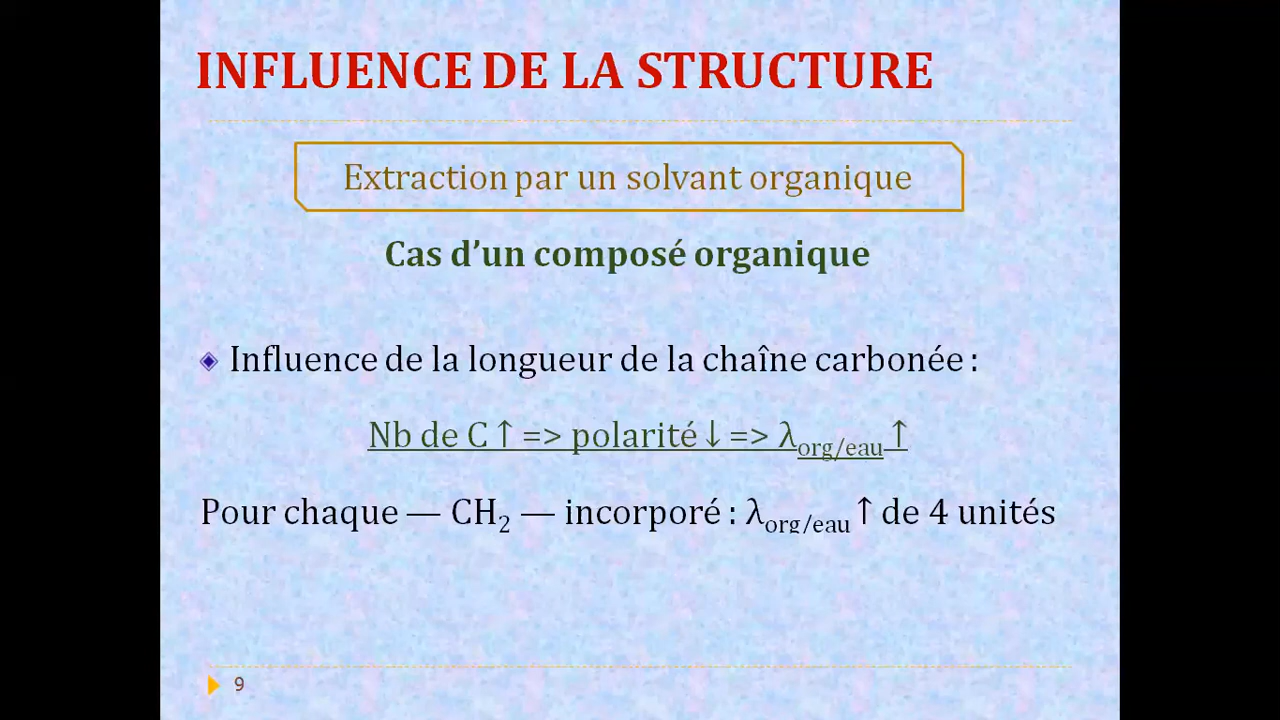 INFLUENCE DE LA STRUCTURE
Extraction par un solvant organique
Cas d’un composé organique
Influence de la longueur de la chaîne carbonée :
Nb de C ↑ => polarité ↓ => λorg/eau ↑
Pour chaque — CH₂ — incorporé : λorg/eau ↑ de 4 unités
9